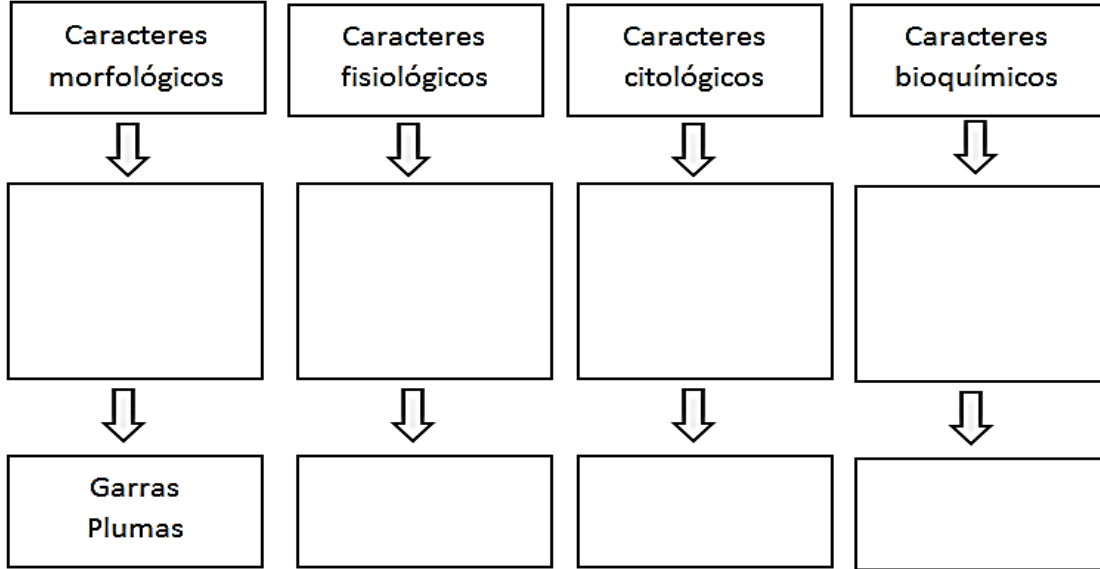 Caracteres
morfológicos
Caracteres
fisiológicos
Caracteres
citológicos
Caracteres
bioquímicos
Garras
Plumas